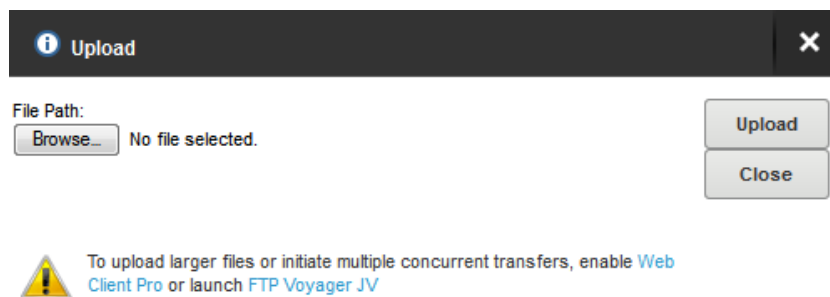 Upload
File Path:
Browse... No file selected.
Upload
Close
To upload larger files or initiate multiple concurrent transfers, enable Web
Client Pro or launch FTP Voyager JV